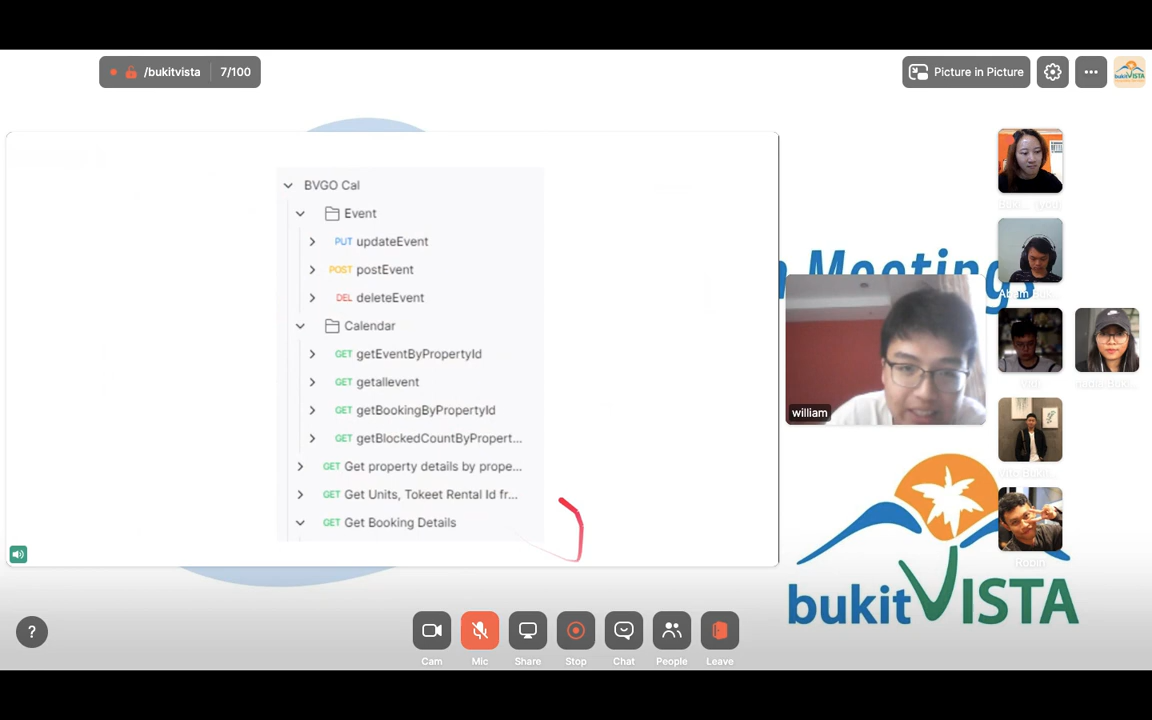 /bukitvista 7/100
Picture in Picture
BVGO Cal
Event
PUT updateEvent
POST postEvent
DEL deleteEvent
Calendar
GET getEventByPropertyId
GET getallevent
GET getBookingByPropertyId
GET getBlockedCountByPropert...
GET Get property details by prope...
GET Get Units, Tokeet Rental Id fr...
GET Get Booking Details
Meetings
william
Robin
bukitVISTA
?
Cam
Mic
Share
Stop
Chat
People
Leave